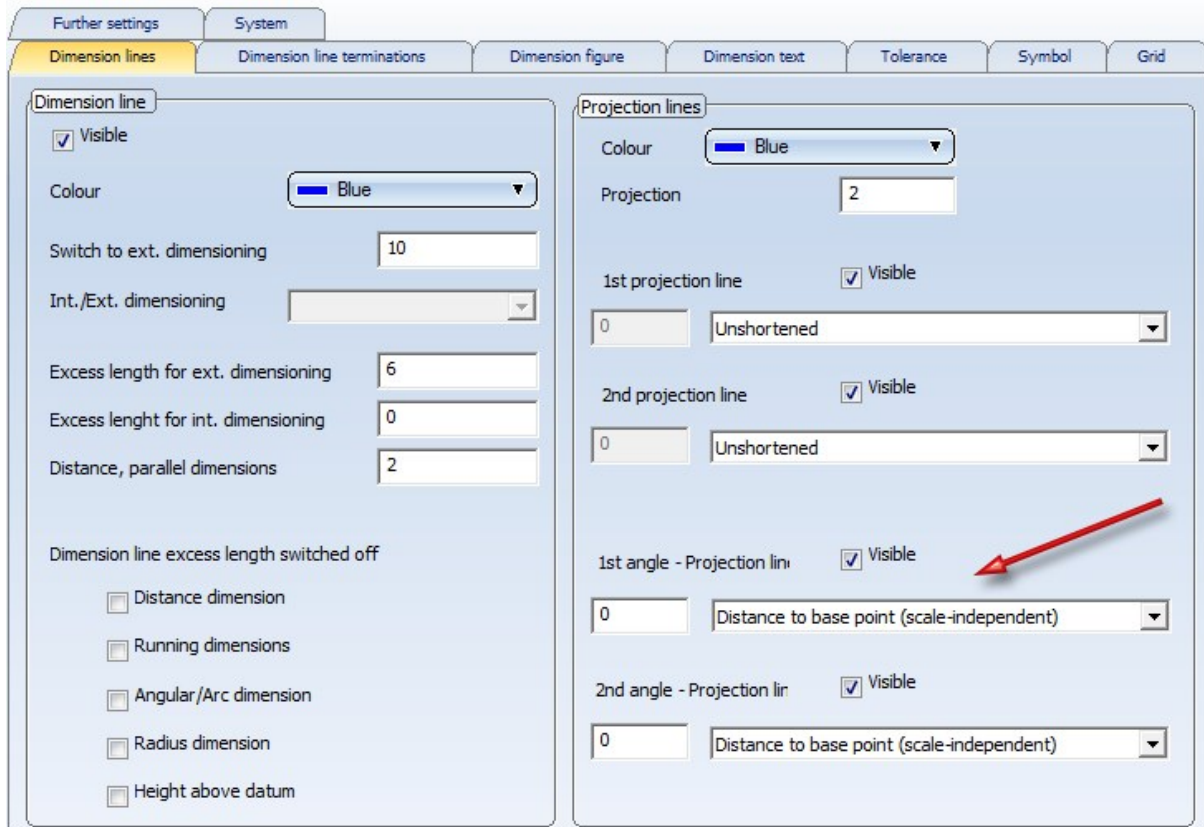 Further settings
System
Dimension lines
Dimension line terminations
Dimension figure
Dimension text
Tolerance
Symbol
Grid
Dimension line
Visible
Colour
Blue
Switch to ext. dimensioning
10
Int./Ext. dimensioning
Excess length for ext. dimensioning
6
Excess lenght for int. dimensioning
0
Distance, parallel dimensions
2
Dimension line excess length switched off
Distance dimension
Running dimensions
Angular/Arc dimension
Radius dimension
Height above datum
Projection lines
Colour
Blue
Projection
2
1st projection line
Visible
0
Unshortened
2nd projection line
Visible
0
Unshortened
1st angle - Projection lin
Visible
0
Distance to base point (scale-independent)
2nd angle - Projection lin
Visible
0
Distance to base point (scale-independent)